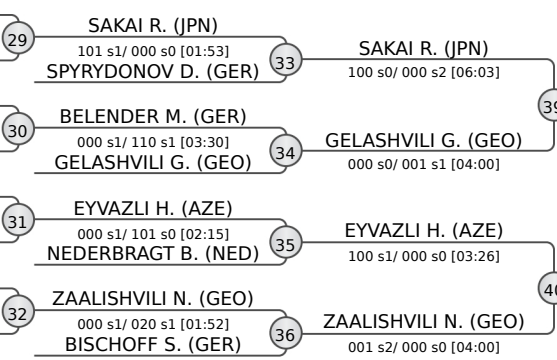 SAKAI R. (JPN)
29
101 s1/ 000 s0 [01:53]
SPYRYDONOV D. (GER)
33
SAKAI R. (JPN)
100 s0/ 000 s2 [06:03]
BELENDER M. (GER)
30
000 s1/ 110 s1 [03:30]
GELASHVILI G. (GEO)
34
GELASHVILI G. (GEO)
000 s0/ 001 s1 [04:00]
39
EYVAZLI H. (AZE)
31
000 s1/ 101 s0 [02:15]
NEDERBRAGT B. (NED)
35
EYVAZLI H. (AZE)
100 s1/ 000 s0 [03:26]
ZAALISHVILI N. (GEO)
32
000 s1/ 020 s1 [01:52]
BISCHOFF S. (GER)
36
ZAALISHVILI N. (GEO)
001 s2/ 000 s0 [04:00]
40